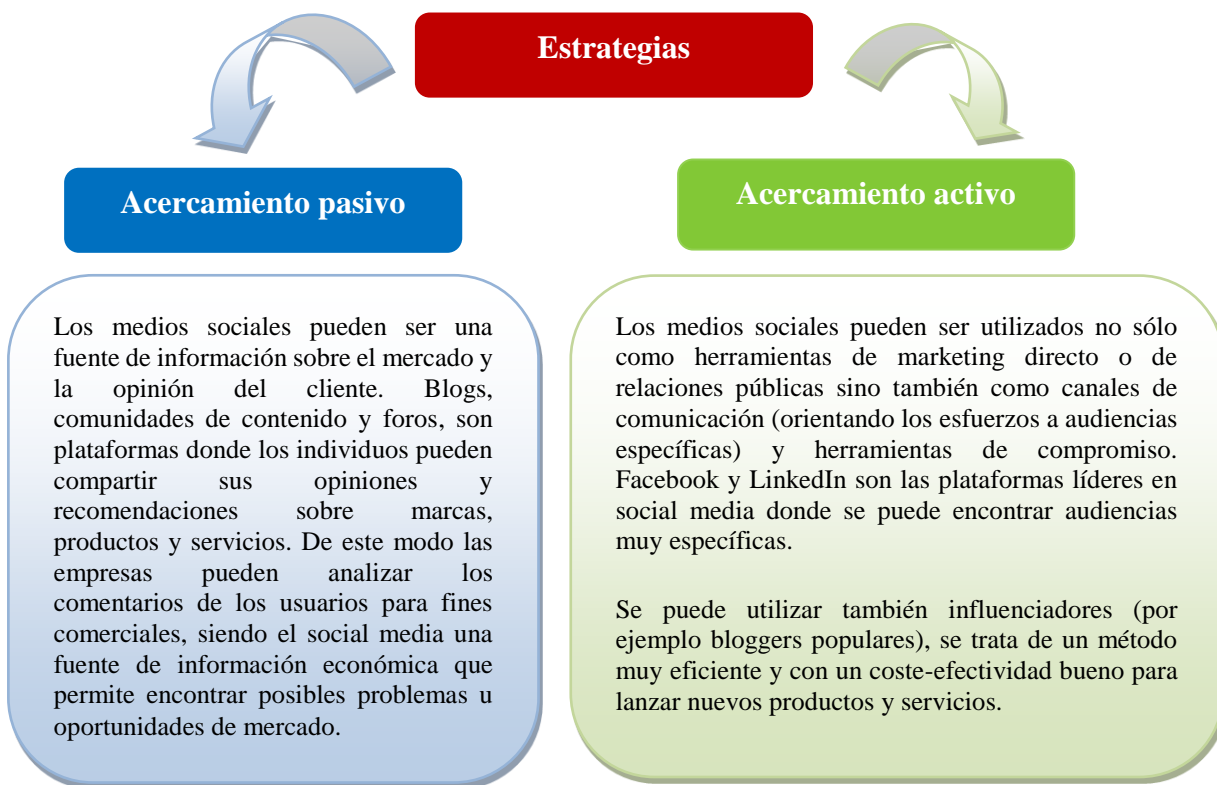 Estrategias
Acercamiento pasivo
Los medios sociales pueden ser una
fuente de información sobre el mercado y
la opinión del cliente. Blogs,
comunidades de contenido y foros, son
plataformas donde los individuos pueden
compartir sus opiniones y
recomendaciones sobre marcas,
productos y servicios. De este modo las
empresas pueden analizar los
comentarios de los usuarios para fines
comerciales, siendo el social media una
fuente de información económica que
permite encontrar posibles problemas u
oportunidades de mercado.
Acercamiento activo
Los medios sociales pueden ser utilizados no sólo
como herramientas de marketing directo o de
relaciones públicas sino también como canales de
comunicación (orientando los esfuerzos a audiencias
específicas) y herramientas de compromiso.
Facebook y LinkedIn son las plataformas líderes en
social media donde se puede encontrar audiencias
muy específicas.
Se puede utilizar también influenciadores (por
ejemplo bloggers populares), se trata de un método
muy eficiente y con un coste-efectividad bueno para
lanzar nuevos productos y servicios.